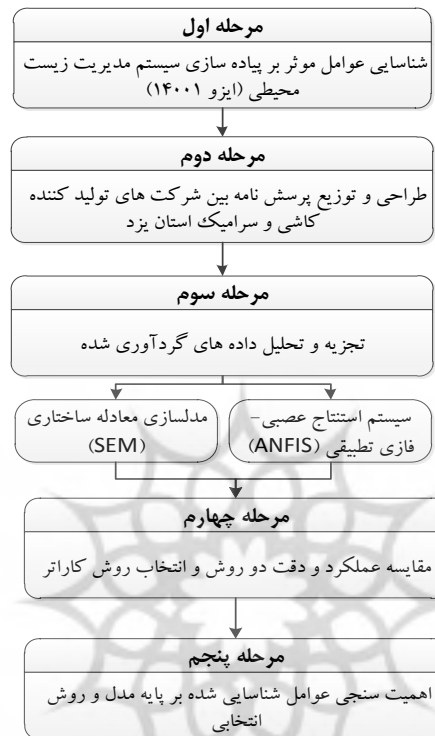 مرحله اول
شناسایی عوامل موثر بر پیاده سازی سیستم مدیریت زیست
محیطی (ایزو ۱۴۰۰۱)
مرحله دوم
طراحی و توزیع پرسش نامه بین شرکت های تولید کننده
کاشی و سرامیک استان یزد
مرحله سوم
تجزیه و تحلیل داده های گردآوری شده
سیستم استنتاج عصبی-
فازی تطبیقی (ANFIS)
مدلسازی معادله ساختاری
(SEM)
مرحله چهارم
مقایسه عملکرد و دقت دو روش و انتخاب روش کاراتر
مرحله پنجم
اهمیت سنجی عوامل شناسایی شده بر پایه مدل و روش
انتخابی